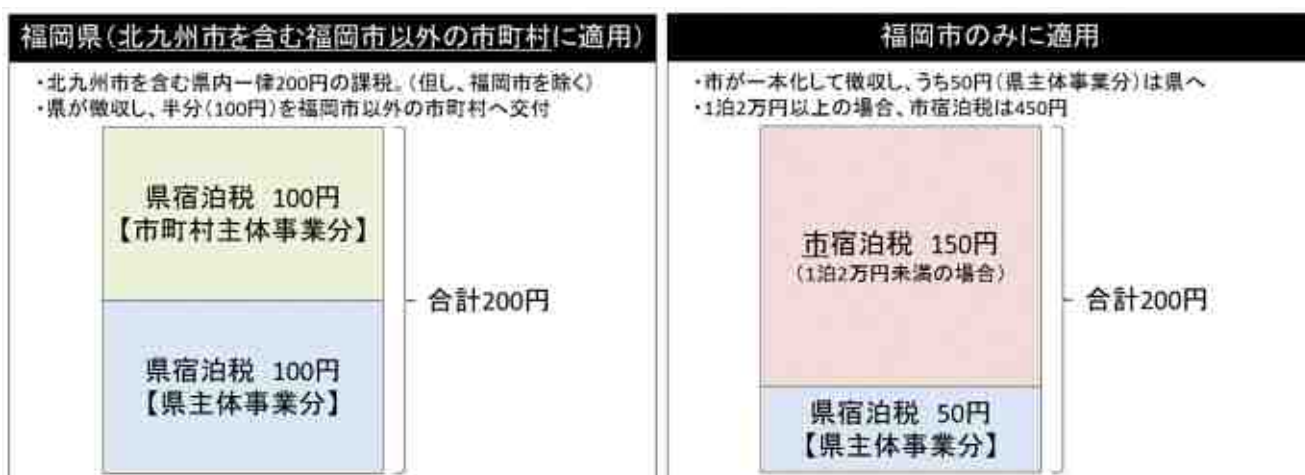 福岡県(北九州市を含む福岡市以外の市町村に適用)
・北九州市を含む県内一律200円の課税。(但し、福岡市を除く)
・県が徴収し、半分(100円)を福岡市以外の市町村へ交付
県宿泊税 100円
【市町村主体事業分】
県宿泊税 100円
【県主体事業分】
合計200円
福岡市のみに適用
・市が一本化して徴収し、うち50円(県主体事業分)は県へ
・1泊2万円以上の場合、市宿泊税は450円
市宿泊税 150円
(1泊2万円未満の場合)
県宿泊税 50円
【県主体事業分】
合計200円